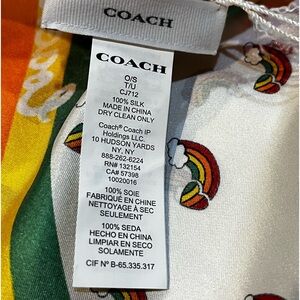 COACH
COACH
O/S
T/U
CJ712
100% SILK
MADE IN CHINA
DRY CLEAN ONLY
Coach® Coach IP
Holdings LLC.
10 HUDSON YARDS
NY, NY
888-262-6224
RN# 132154
CA# 57398
10020016
100% SOIE
FABRIQUÉ EN CHINE
NETTOYAGE À SEC
SEULEMENT
100% SEDA
HECHO EN CHINA
LIMPIAR EN SECO
SOLAMENTE
CIF Nº B-65.335.317